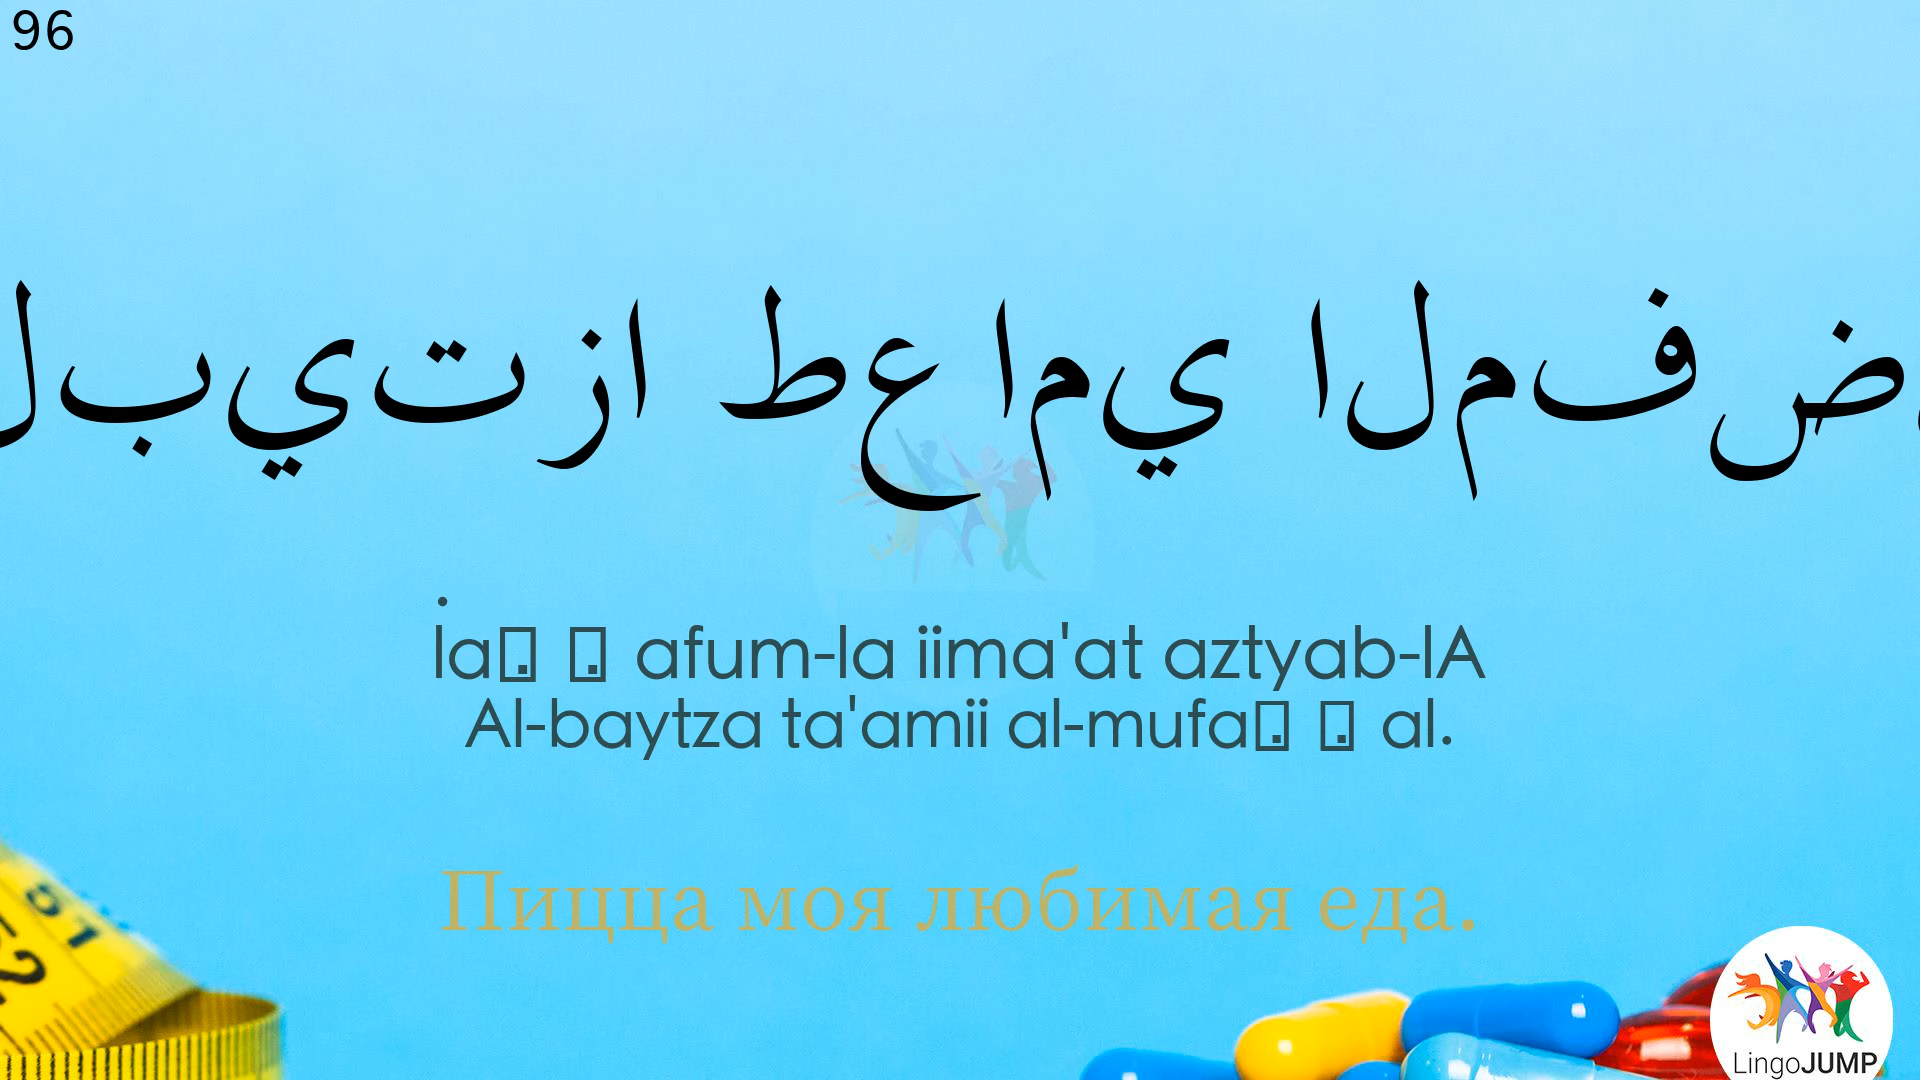 96
لبيتزا طعامي المفض
l̇a▯ ▯ afum-la iima'at aztyab-lA
Al-baytza ta'amii al-mufa▯ ▯ al.
Пицца моя любимая еда.
LingoJUMP